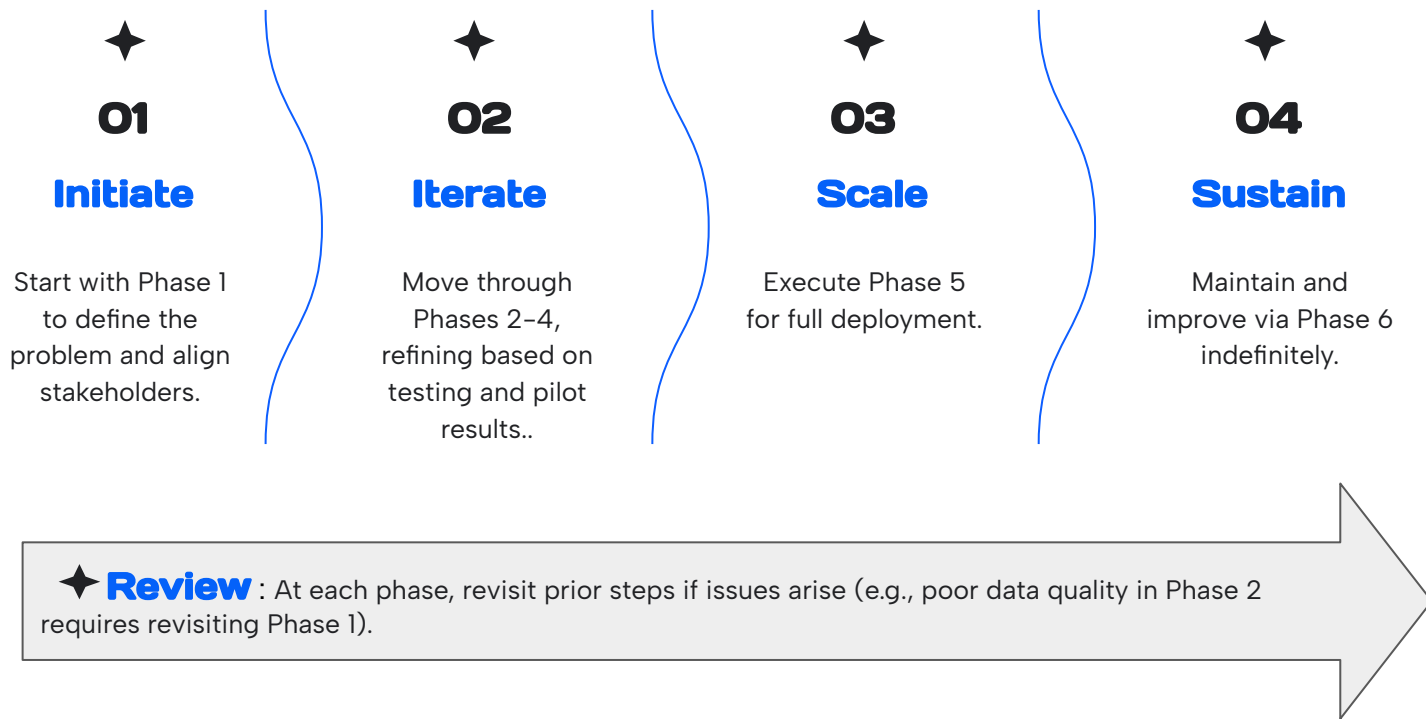 01
Initiate
Start with Phase 1
to define the
problem and align
stakeholders.
02
Iterate
Move through
Phases 2-4,
refining based on
testing and pilot
results..
03
Scale
Execute Phase 5
for full deployment.
04
Sustain
Maintain and
improve via Phase 6
indefinitely.
Review : At each phase, revisit prior steps if issues arise (e.g., poor data quality in Phase 2
requires revisiting Phase 1).